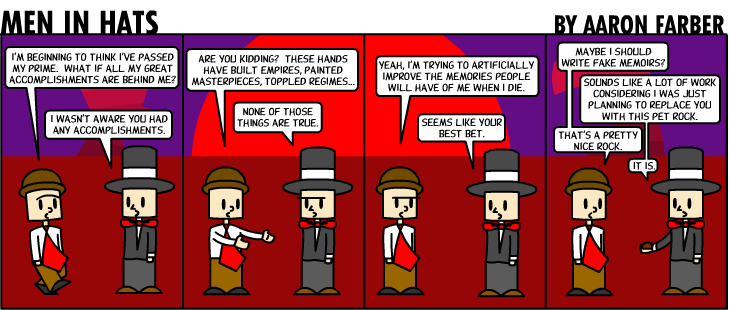 MEN IN HATS
BY AARON FARBER
I'M BEGINNING TO THINK I'VE PASSED
MY PRIME. WHAT IF ALL MY GREAT
ACCOMPLISHMENTS ARE BEHIND ME?
I WASN'T AWARE YOU HAD
ANY ACCOMPLISHMENTS.
ARE YOU KIDDING? THESE HANDS
HAVE BUILT EMPIRES, PAINTED
MASTERPIECES, TOPPLED REGIMES...
NONE OF THOSE
THINGS ARE TRUE.
YEAH, I'M TRYING TO ARTIFICIALLY
IMPROVE THE MEMORIES PEOPLE
WILL HAVE OF ME WHEN I DIE.
SEEMS LIKE YOUR
BEST BET.
MAYBE I SHOULD
WRITE FAKE MEMOIRS?
SOUNDS LIKE A LOT OF WORK
CONSIDERING I WAS JUST
PLANNING TO REPLACE YOU
WITH THIS PET ROCK.
THAT'S A PRETTY
NICE ROCK.
IT IS.